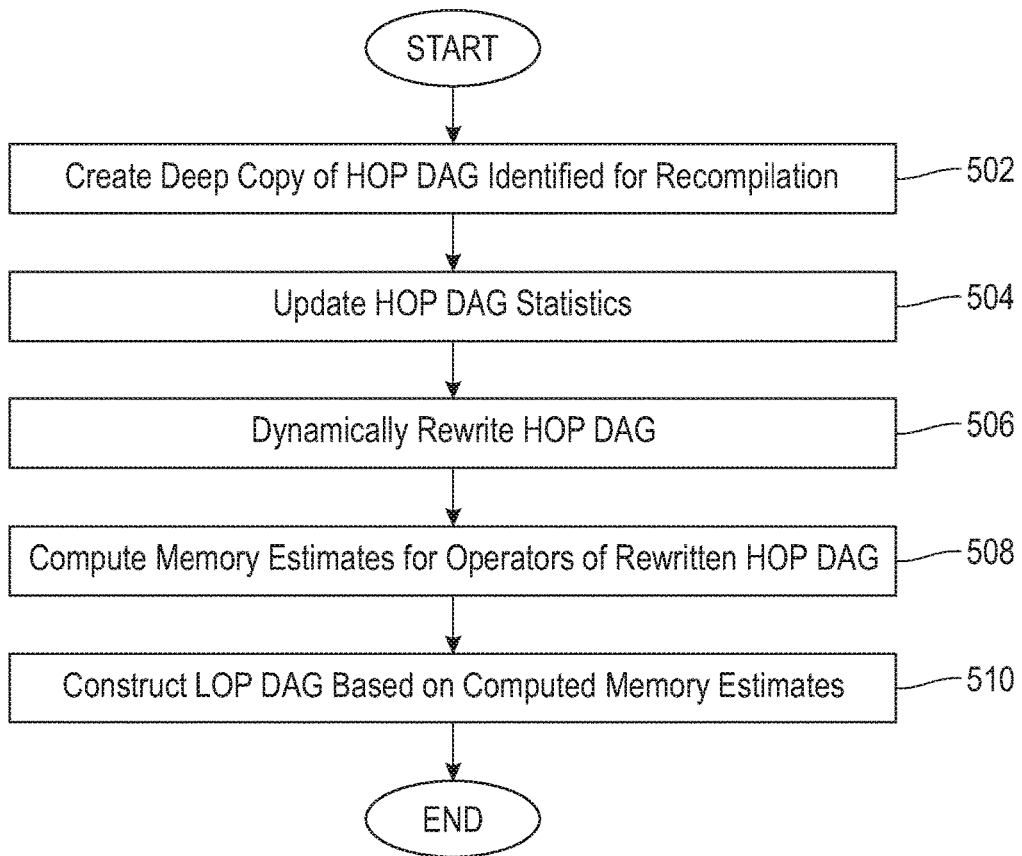 START
Create Deep Copy of HOP DAG Identified for Recompilation
502
Update HOP DAG Statistics
504
Dynamically Rewrite HOP DAG
506
Compute Memory Estimates for Operators of Rewritten HOP DAG
508
Construct LOP DAG Based on Computed Memory Estimates
510
END